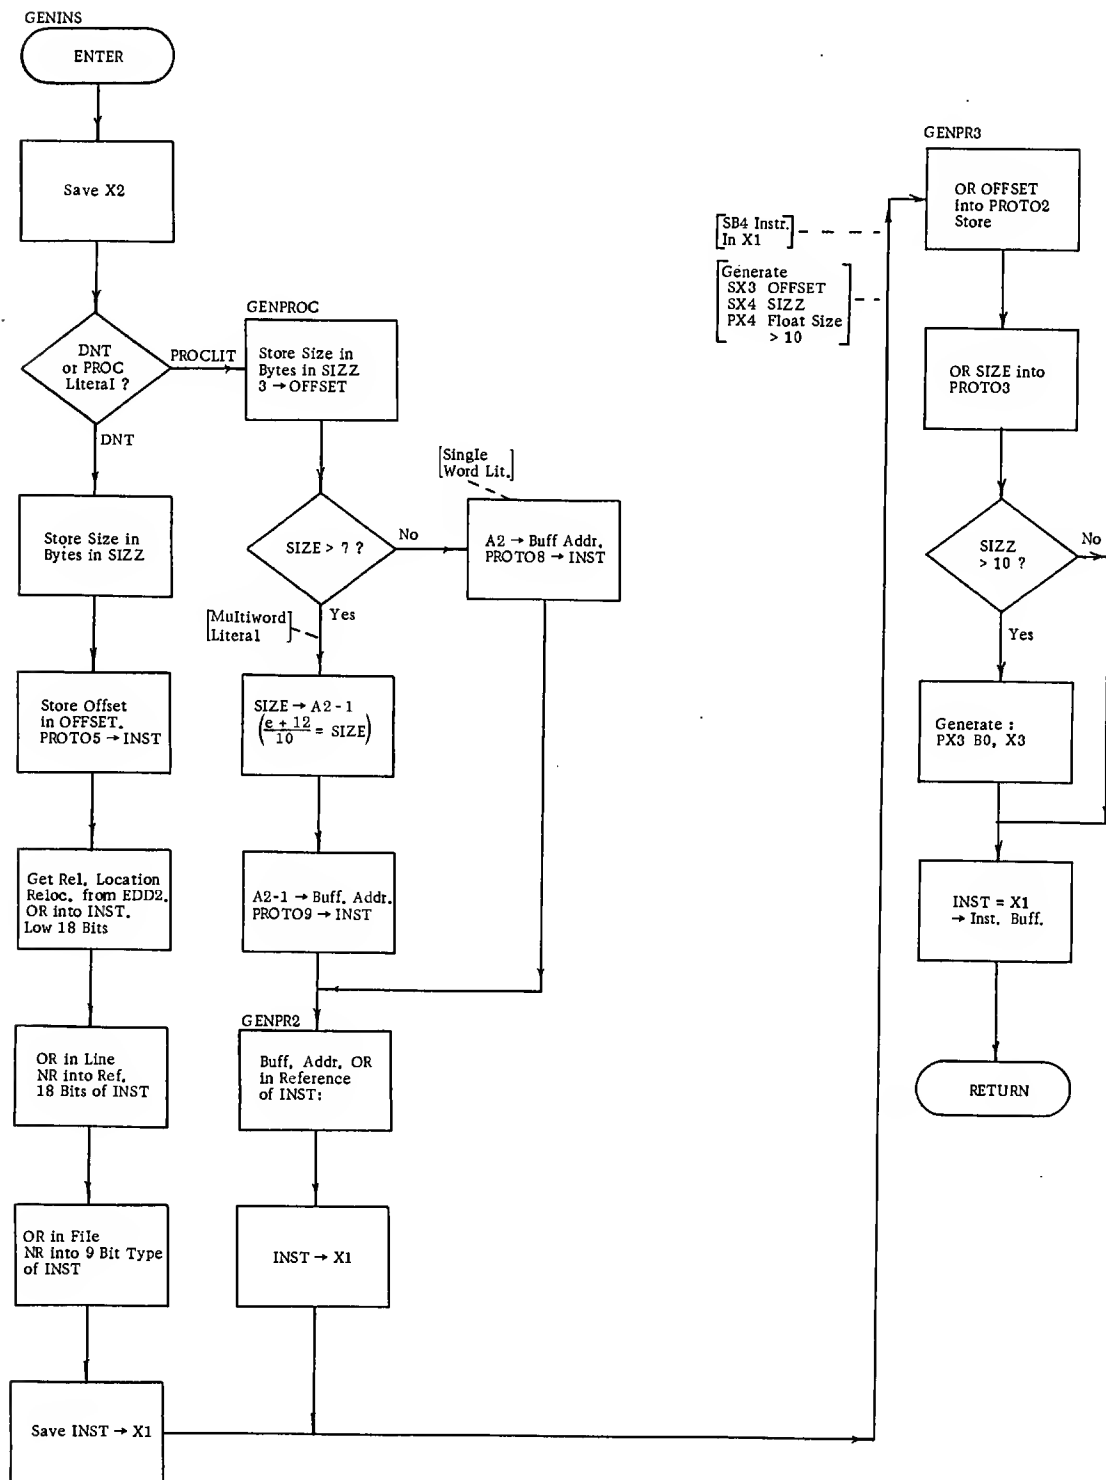 GENINS
ENTER
Save X2
DNT
or PROC
Literal ?
PROCLIT
DNT
Store Size in
Bytes in SIZZ
Store Offset
in OFFSET.
PROTO5 → INST
Get Rel. Location
Reloc. from EDD2.
OR into INST.
Low 18 Bits
OR in Line
NR into Ref.
18 Bits of INST
OR in File
NR into 9 Bit Type
of INST
Save INST → X1
GENPROC
Store Size in
Bytes in SIZZ
3 → OFFSET
SIZE > 7 ?
No
Yes
[Single
Word Lit.]
A2 → Buff Addr.
PROTO8 → INST
[Multiword
Literal]
SIZE → A2-1
(e + 12
10 = SIZE)
A2-1 → Buff. Addr.
PROTO9 → INST
GENPR2
Buff. Addr. OR
in Reference
of INST:
INST → X1
[SB4 Instr.
In X1]
[Generate
SX3 OFFSET
SX4 SIZZ
PX4 Float Size
> 10]
GENPR3
OR OFFSET
into PROTO2
Store
OR SIZE into
PROTO3
SIZZ
> 10 ?
No
Yes
Generate :
PX3 B0, X3
INST = X1
→ Inst. Buff.
RETURN